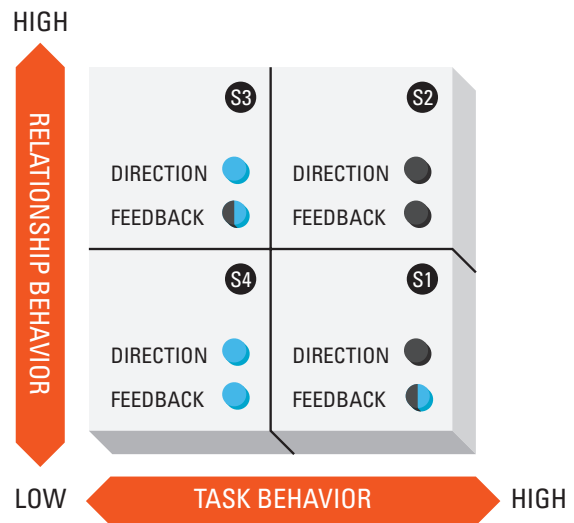 HIGH
RELATIONSHIP BEHAVIOR
S3
DIRECTION
FEEDBACK
S2
DIRECTION
FEEDBACK
S4
DIRECTION
FEEDBACK
S1
DIRECTION
FEEDBACK
LOW
TASK BEHAVIOR
HIGH